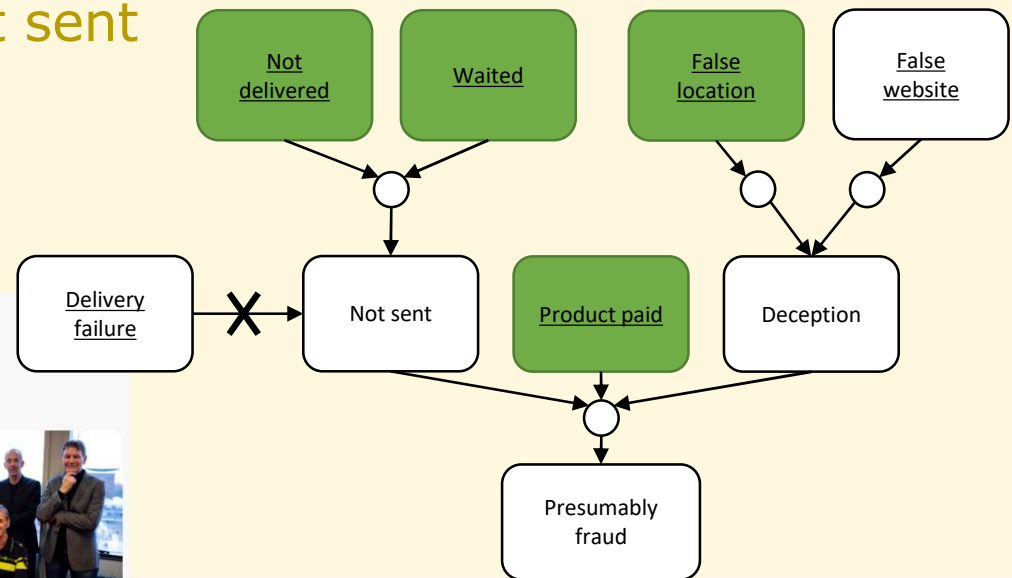 t sent
Not
delivered
Waited
False
location
False
website
Delivery
failure
Not sent
Product paid
Deception
Presumably
fraud